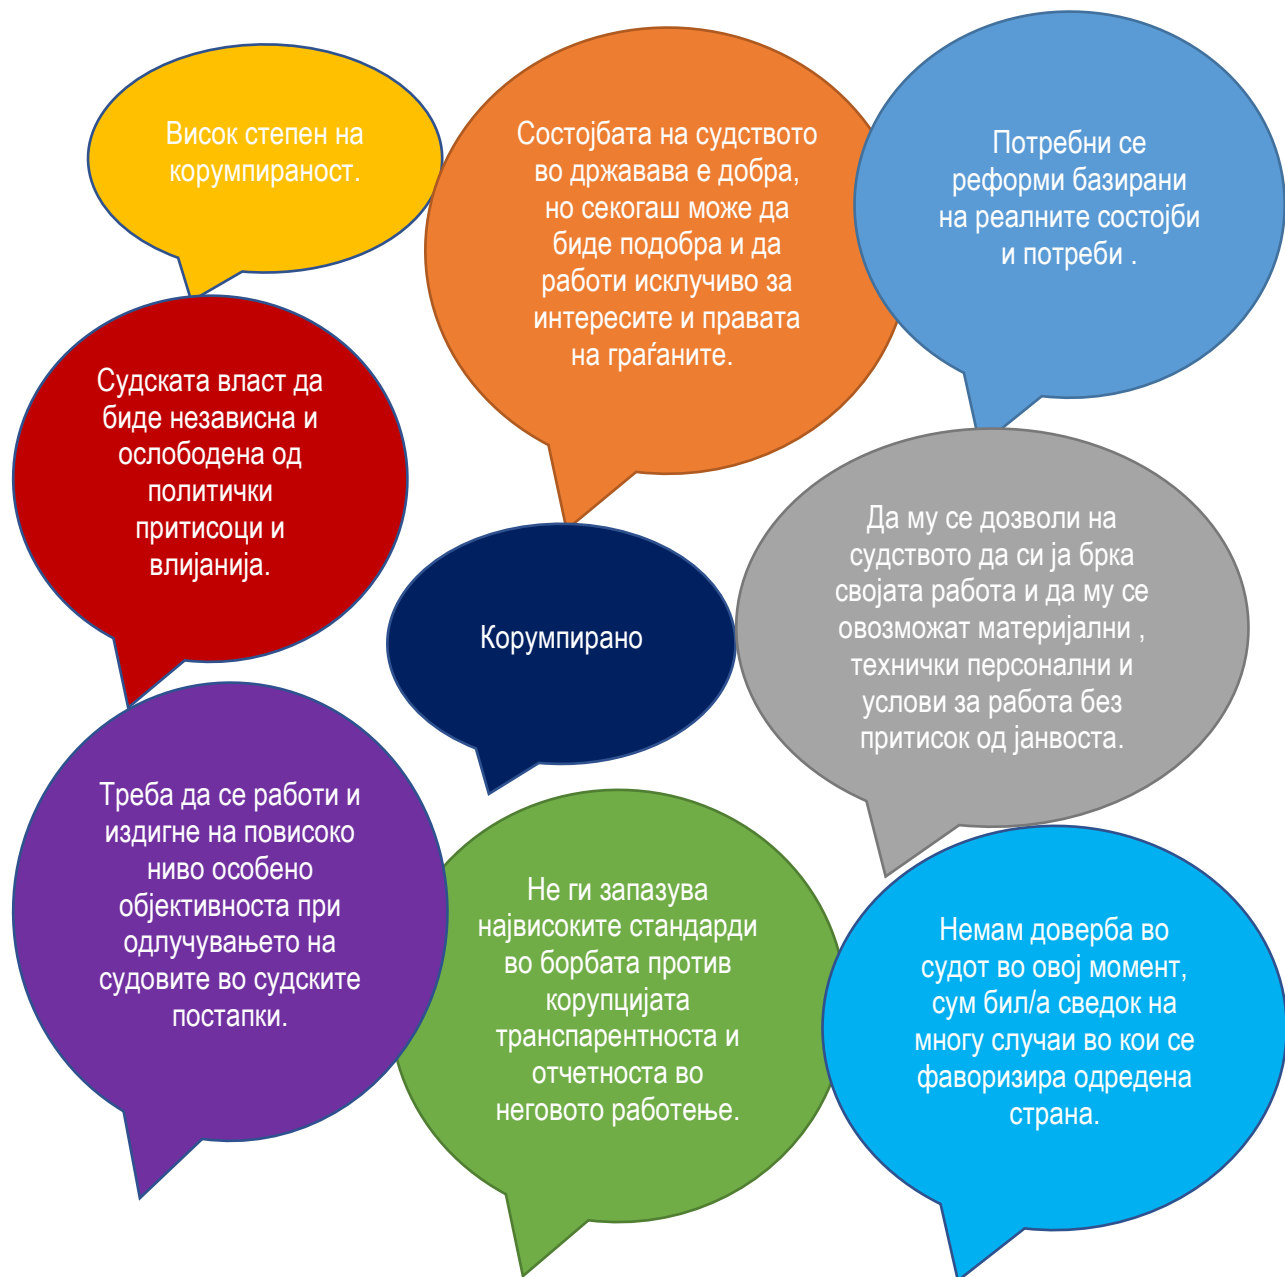 Висок степен на
корумпираност.
Состојбата на судството
во државава е добра,
но секогаш може да
биде подобра и да
работи исклучиво за
интересите и правата
на граѓаните.
Потребни се
реформи базирани
на реалните состојби
и потреби .
Судската власт да
биде независна и
ослободена од
политички
притисоци и
влијанија.
Корумпирано
Да му се дозволи на
судството да си ја брка
својата работа и да му се
овозможат материјални ,
технички персонални и
услови за работа без
притисок од јанвоста.
Треба да се работи и
издигне на повисоко
ниво особено
објективноста при
одлучувањето на
судовите во судските
постапки.
Не ги запазува
највисоките стандарди
во борбата против
корупцијата
транспарентноста и
отчетноста во
неговото работење.
Немам доверба во
судот во овој момент,
сум бил/а сведок на
многу случаи во кои се
фаворизира одредена
страна.